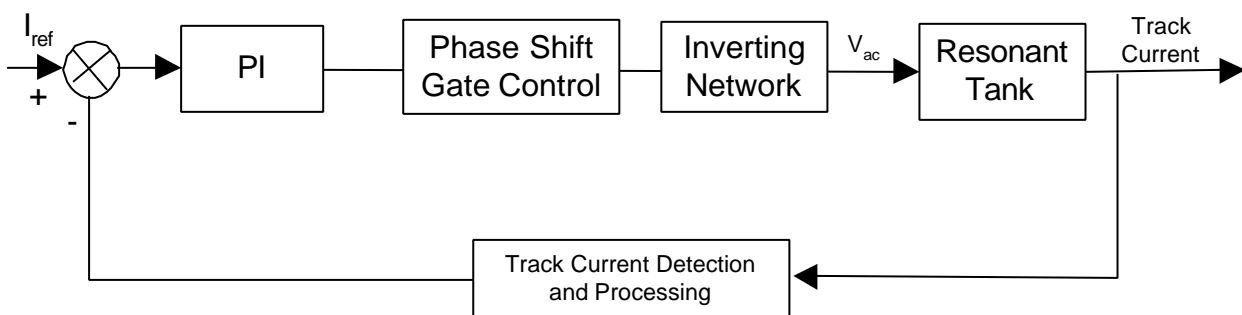 I_ref
+
-
PI
Phase Shift
Gate Control
Inverting
Network
V_ac
Resonant
Tank
Track
Current
Track Current Detection
and Processing